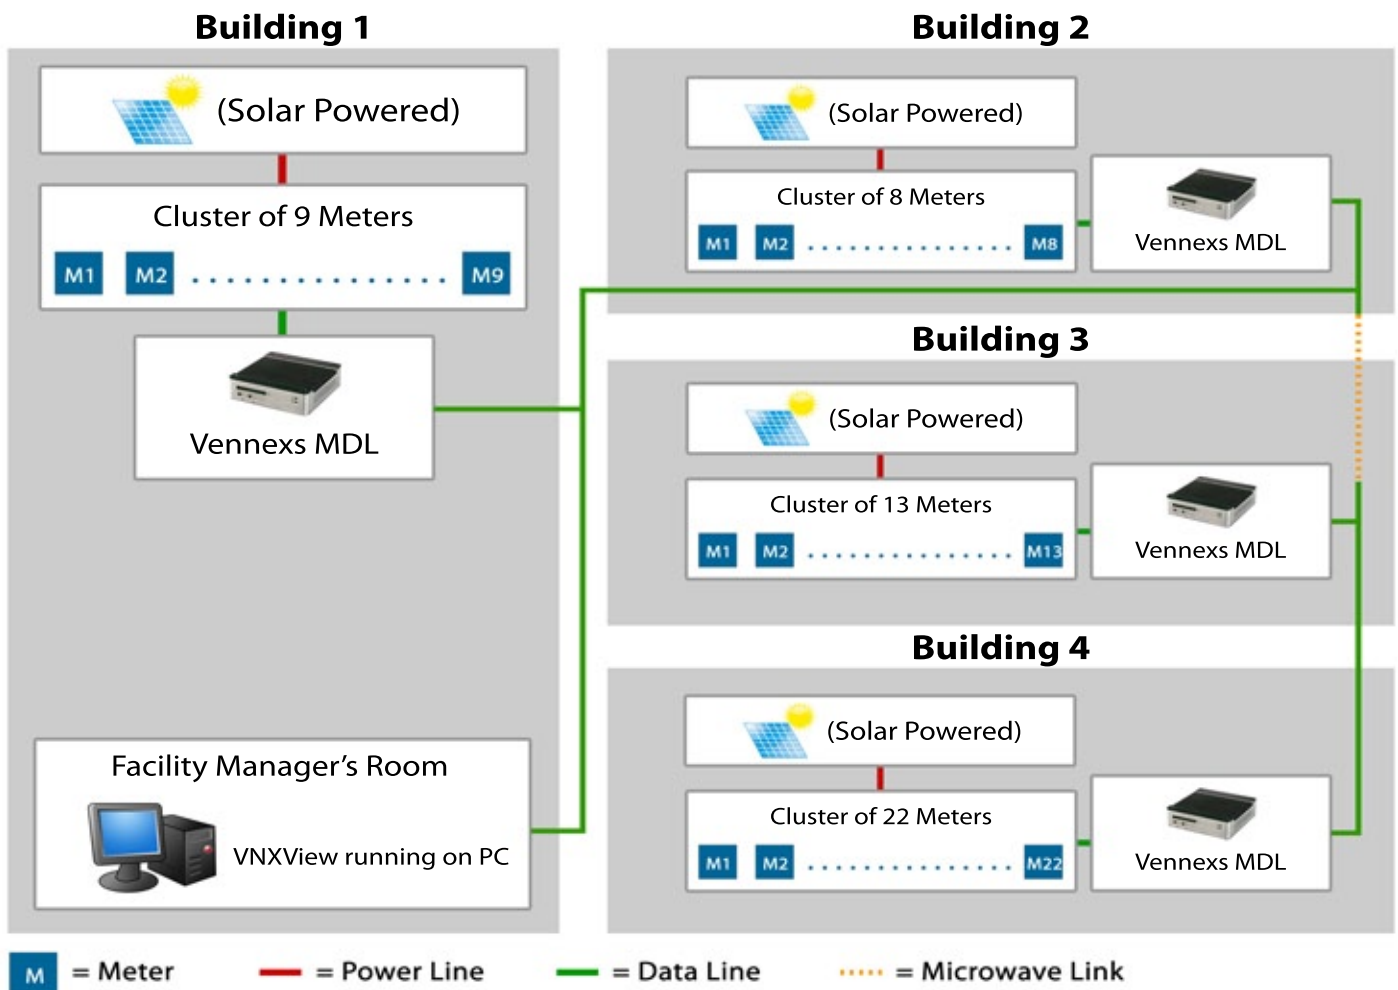 Building 1
(Solar Powered)
Cluster of 9 Meters
M1 M2 M9
Vennexs MDL
Facility Manager's Room
VNXView running on PC
Building 2
(Solar Powered)
Cluster of 8 Meters
M1 M2 M8
Vennexs MDL
Building 3
(Solar Powered)
Cluster of 13 Meters
M1 M2 M13
Vennexs MDL
Building 4
(Solar Powered)
Cluster of 22 Meters
M1 M2 M22
Vennexs MDL
M = Meter = Power Line = Data Line = Microwave Link